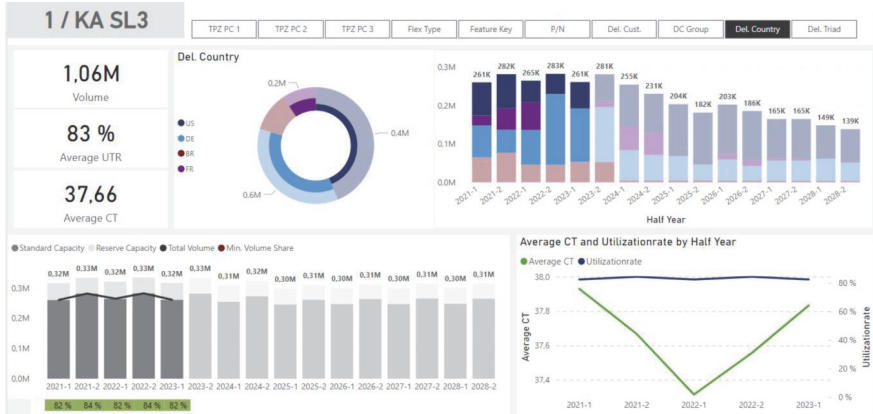 1 / KA SL3
TPZ PC 1
TPZ PC 2
TPZ PC 3
Flex Type
Feature Key
P/N
Del. Cust.
DC Group
Del. Country
Del. Triad
1,06M
Volume
83 %
Average UTR
37,66
Average CT
Del. Country
0.2M
0.4M
0.6M
US
DE
BR
FR
0.3M
0.2M
0.1M
0.0M
261K 282K 265K 283K 261K 281K 255K 231K 204K 182K 203K 186K 165K 165K 149K 139K
2021-1 2021-2 2022-1 2022-2 2023-1 2023-2 2024-1 2024-2 2025-1 2025-2 2026-1 2026-2 2027-1 2027-2 2028-1 2028-2
Half Year
Standard Capacity Reserve Capacity Total Volume Min. Volume Share
0,32M 0,33M 0,32M 0,33M 0,32M 0,33M 0,31M 0,32M 0,30M 0,31M 0,30M 0,31M 0,30M 0,31M 0,30M 0,31M
0.3M
0.2M
0.1M
0.0M
2021-1 2021-2 2022-1 2022-2 2023-1 2023-2 2024-1 2024-2 2025-1 2025-2 2026-1 2026-2 2027-1 2027-2 2028-1 2028-2
82 % 84 % 82 % 84 % 82 %
Average CT and Utilizationrate by Half Year
Average CT Utilizationrate
38.0
37.8
37.6
37.4
Average CT
80 %
60 %
40 %
20 %
0 %
Utilizationrate
2021-1 2021-2 2022-1 2022-2 2023-1